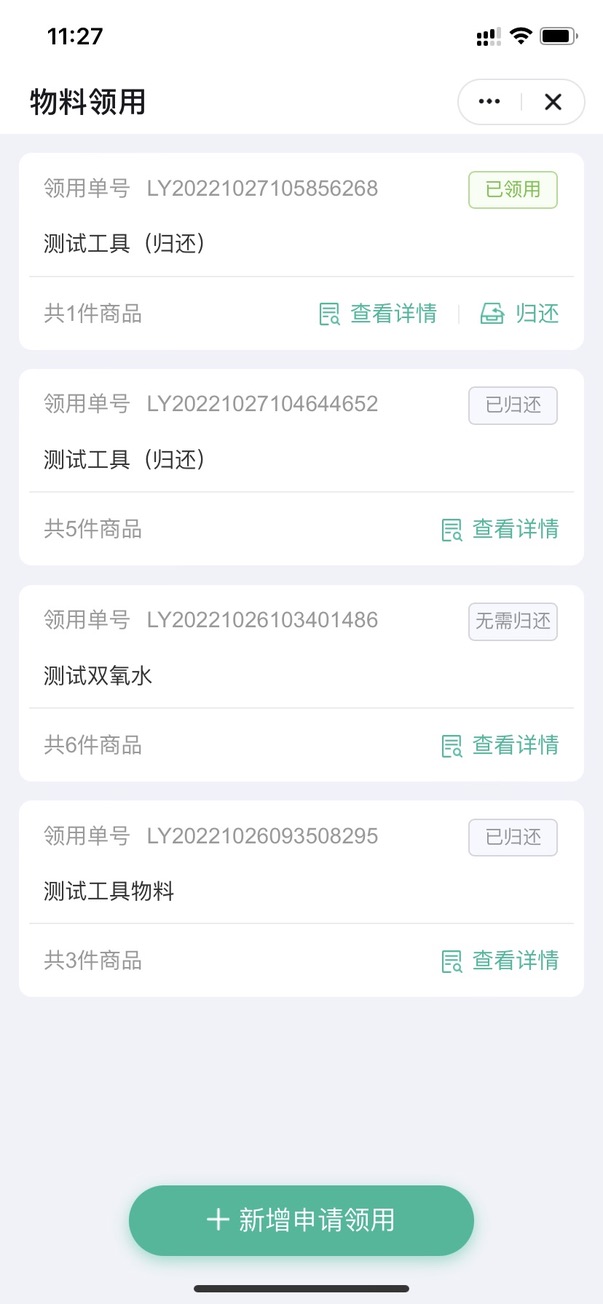 11:27
物料领用
领用单号 LY20221027105856268 已领用
测试工具（归还）
共1件商品 查看详情 归还
领用单号 LY20221027104644652 已归还
测试工具（归还）
共5件商品 查看详情
领用单号 LY20221026103401486 无需归还
测试双氧水
共6件商品 查看详情
领用单号 LY20221026093508295 已归还
测试工具物料
共3件商品 查看详情
+ 新增申请领用